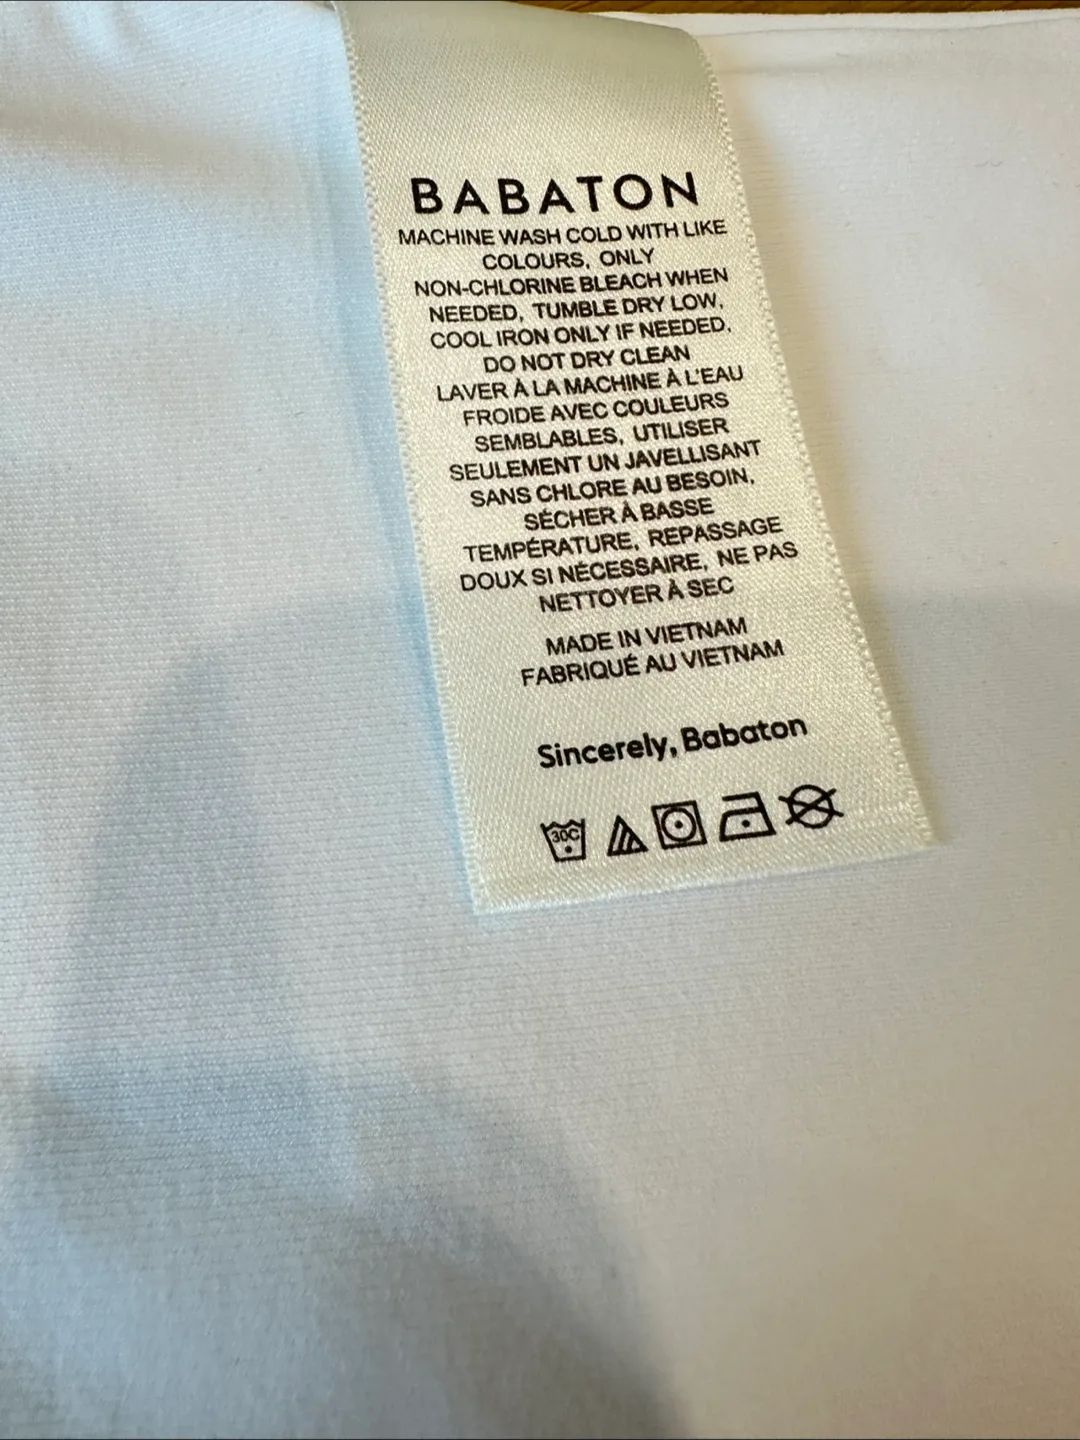 BABATON
MACHINE WASH COLD WITH LIKE
COLOURS, ONLY
NON-CHLORINE BLEACH WHEN
NEEDED, TUMBLE DRY LOW,
COOL IRON ONLY IF NEEDED,
DO NOT DRY CLEAN
LAVER À LA MACHINE À L'EAU
FROIDE AVEC COULEURS
SEMBLABLES, UTILISER
SEULEMENT UN JAVELLISANT
SANS CHLORE AU BESOIN,
SÉCHER À BASSE
TEMPÉRATURE, REPASSAGE
DOUX SI NÉCESSAIRE, NE PAS
NETTOYER À SEC
MADE IN VIETNAM
FABRIQUÉ AU VIETNAM
Sincerely, Babaton
30C